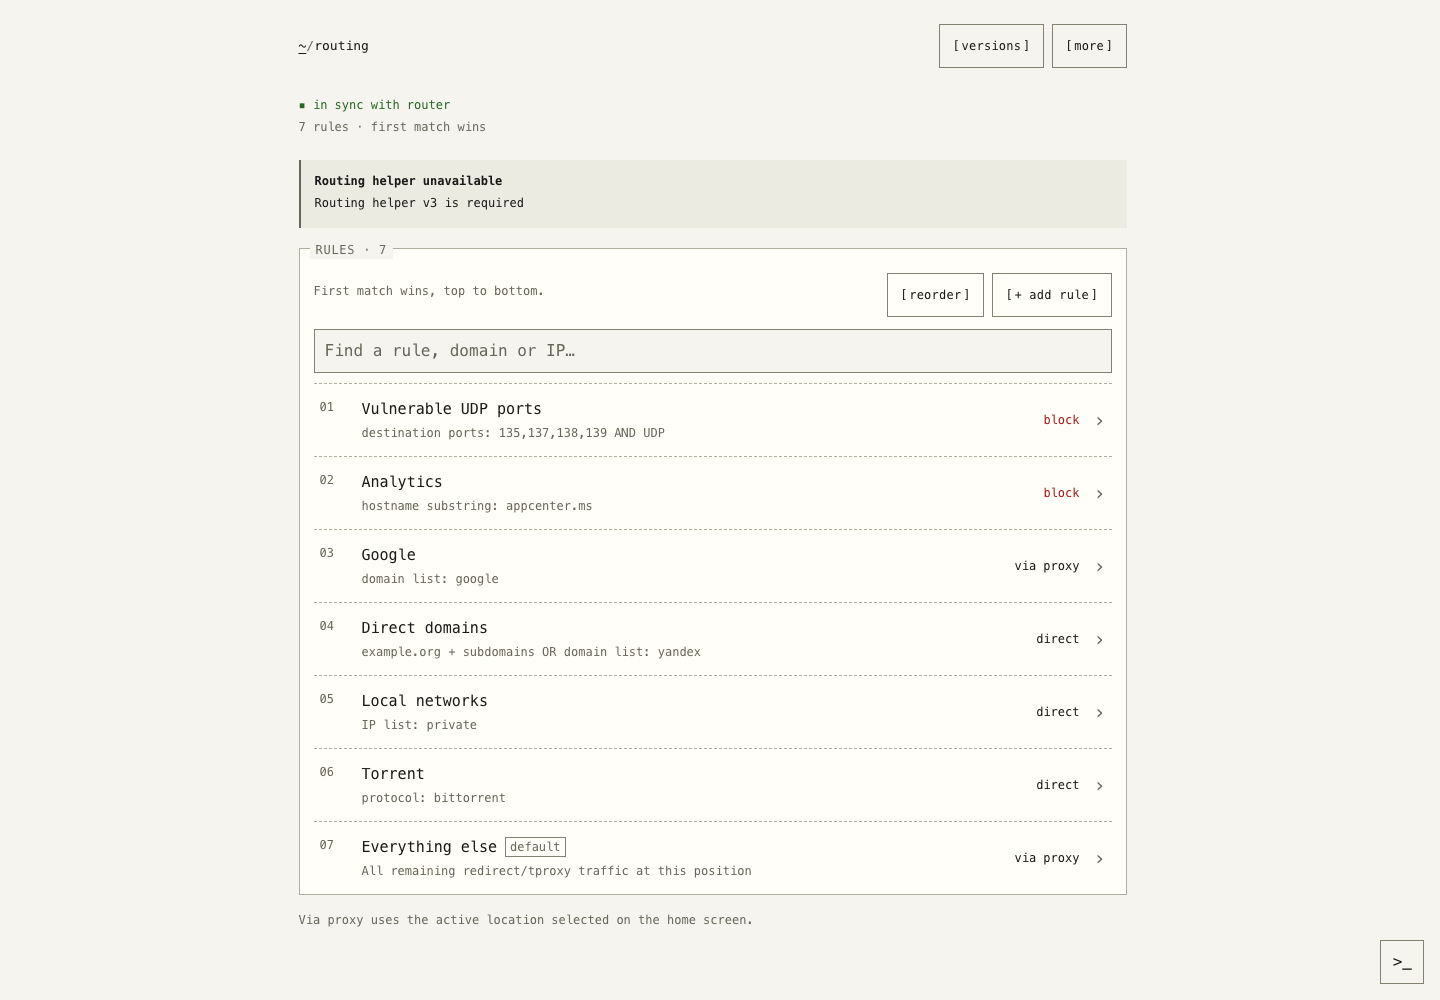 ~/routing
[versions] [more]
▪ in sync with router
7 rules · first match wins
Routing helper unavailable
Routing helper v3 is required
RULES · 7
First match wins, top to bottom.
[reorder] [+ add rule]
Find a rule, domain or IP…
01 Vulnerable UDP ports
destination ports: 135,137,138,139 AND UDP
block ›
02 Analytics
hostname substring: appcenter.ms
block ›
03 Google
domain list: google
via proxy ›
04 Direct domains
example.org + subdomains OR domain list: yandex
direct ›
05 Local networks
IP list: private
direct ›
06 Torrent
protocol: bittorrent
direct ›
07 Everything else default
All remaining redirect/tproxy traffic at this position
via proxy ›
Via proxy uses the active location selected on the home screen.
>_